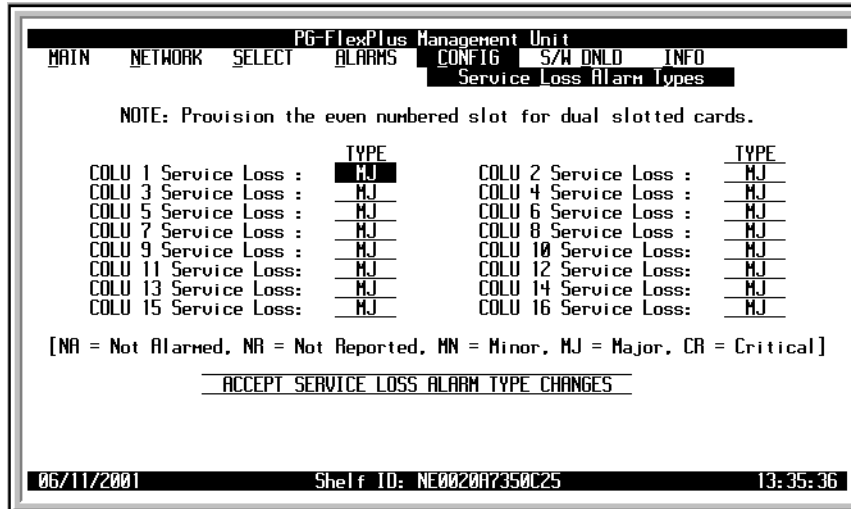 PG-FlexPlus Management Unit
MAIN NETWORK SELECT ALARMS CONFIG S/W DNLD INFO
Service Loss Alarm Types
NOTE: Provision the even numbered slot for dual slotted cards.
TYPE TYPE
COLU 1 Service Loss : MJ COLU 2 Service Loss : MJ
COLU 3 Service Loss : MJ COLU 4 Service Loss : MJ
COLU 5 Service Loss : MJ COLU 6 Service Loss : MJ
COLU 7 Service Loss : MJ COLU 8 Service Loss : MJ
COLU 9 Service Loss : MJ COLU 10 Service Loss: MJ
COLU 11 Service Loss: MJ COLU 12 Service Loss: MJ
COLU 13 Service Loss: MJ COLU 14 Service Loss: MJ
COLU 15 Service Loss: MJ COLU 16 Service Loss: MJ
[NA = Not Alarmed, NR = Not Reported, MN = Minor, MJ = Major, CR = Critical]
ACCEPT SERVICE LOSS ALARM TYPE CHANGES
06/11/2001 Shelf ID: NE0020A7350C25 13:35:36